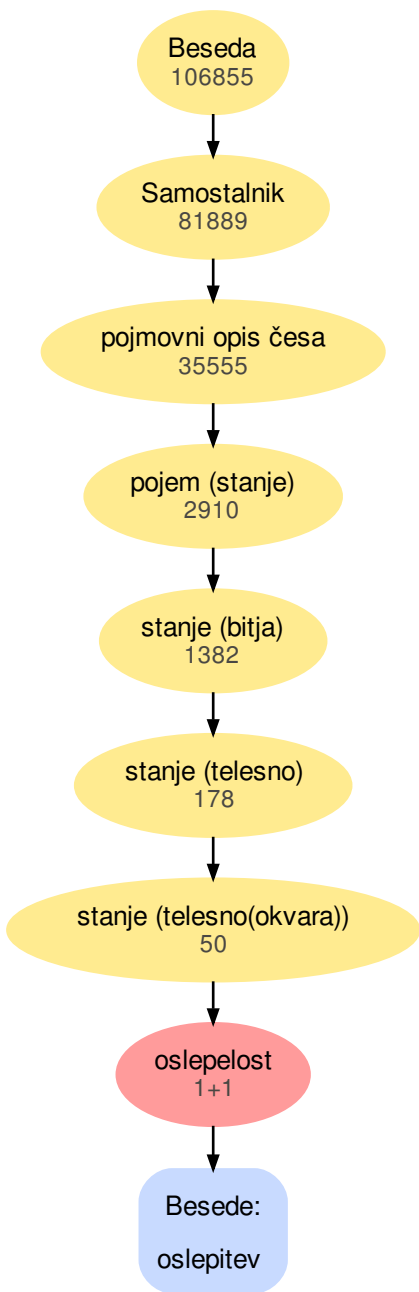 Beseda
106855
Samostalnik
81889
pojmovni opis česa
35555
pojem (stanje)
2910
stanje (bitja)
1382
stanje (telesno)
178
stanje (telesno(okvara))
50
oslepelost
1+1
Besede:
oslepitev